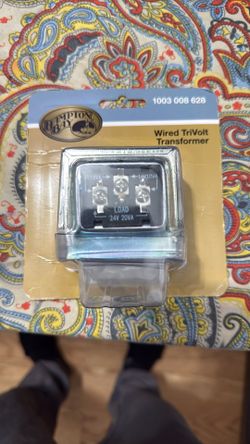 HAMPTON BAY
1003 008 628
Wired TriVolt
Transformer
LOAD
24V 20VA